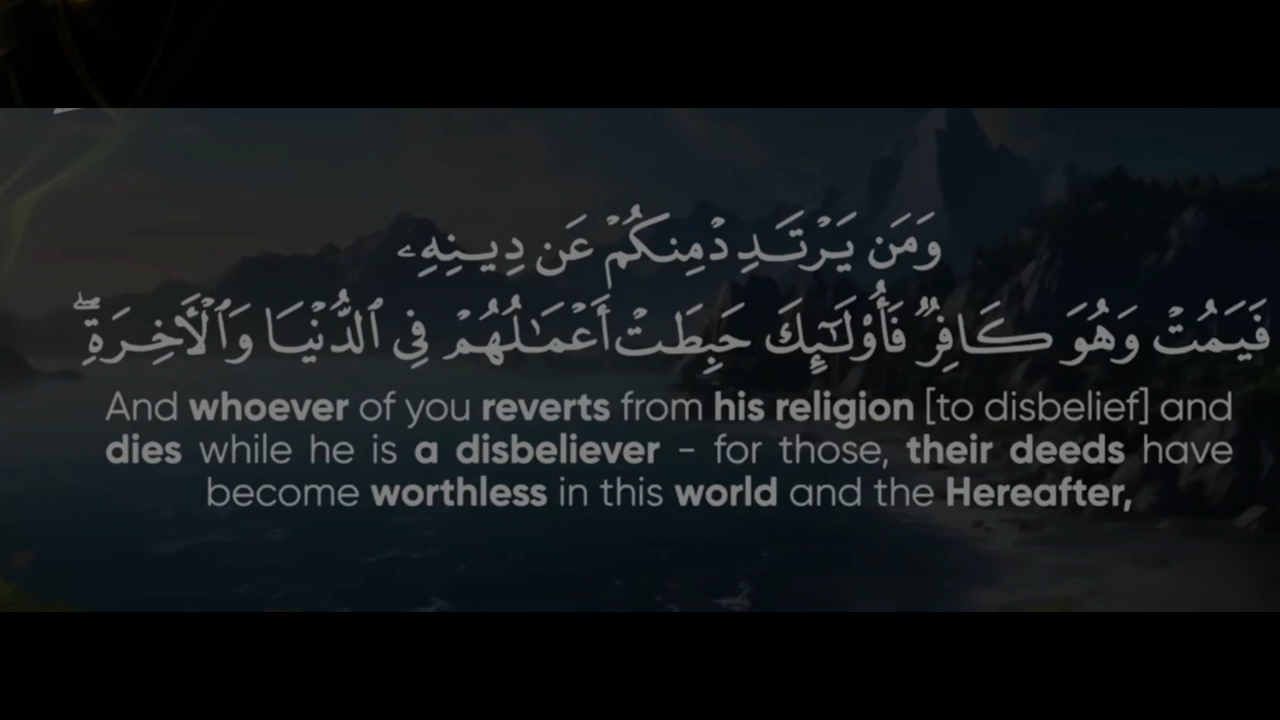 وَمَن يَرْتَدِدْ مِنكُمْ عَن دِينِهِۦ
فَيَمُتْ وَهُوَ كَافِرٌ فَأُو۟لَـٰٓئِكَ حَبِطَتْ أَعْمَـٰلُهُمْ فِى ٱلدُّنْيَا وَٱلْـَٔاخِرَةِ ۖ
And whoever of you reverts from his religion [to disbelief] and
dies while he is a disbeliever - for those, their deeds have
become worthless in this world and the Hereafter,